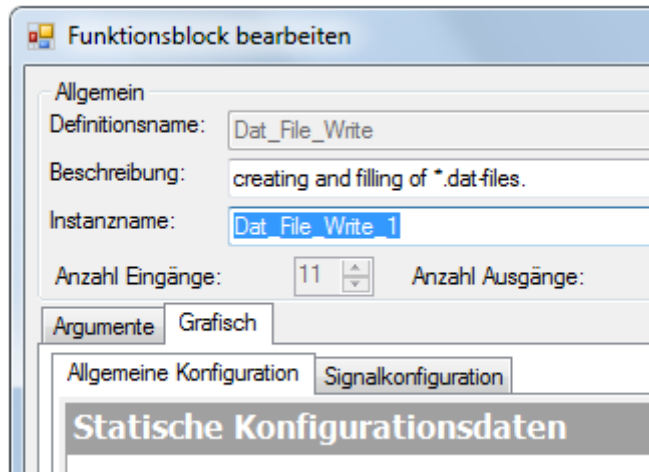 Funktionsblock bearbeiten
Allgemein
Definitionsname: Dat_File_Write
Beschreibung: creating and filling of *.dat-files.
Instanzname: Dat_File_Write_1
Anzahl Eingänge: 11 Anzahl Ausgänge:
Argumente Grafisch
Allgemeine Konfiguration Signalkonfiguration
Statische Konfigurationsdaten